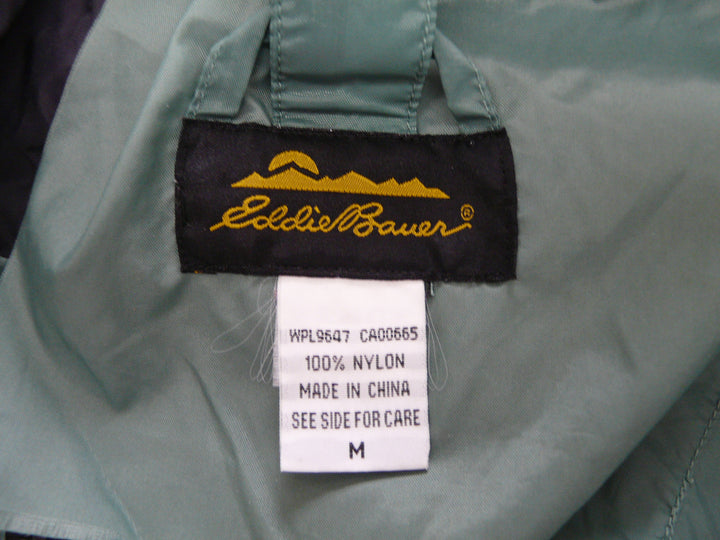 Eddie Bauer®
WPL9647 CA00665
100% NYLON
MADE IN CHINA
SEE SIDE FOR CARE
M